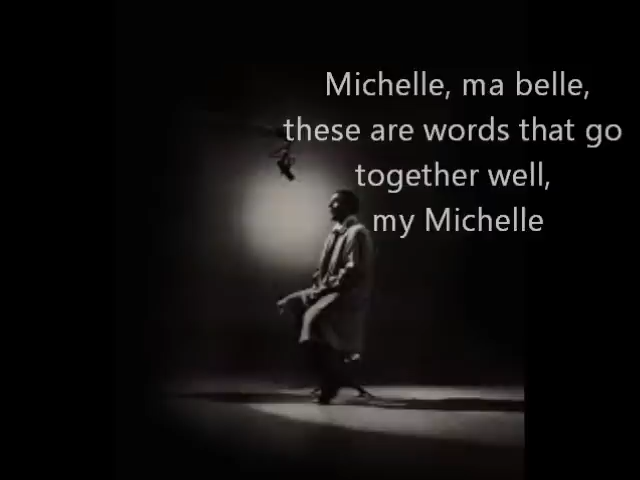 Michelle, ma belle,
these are words that go
together well,
my Michelle